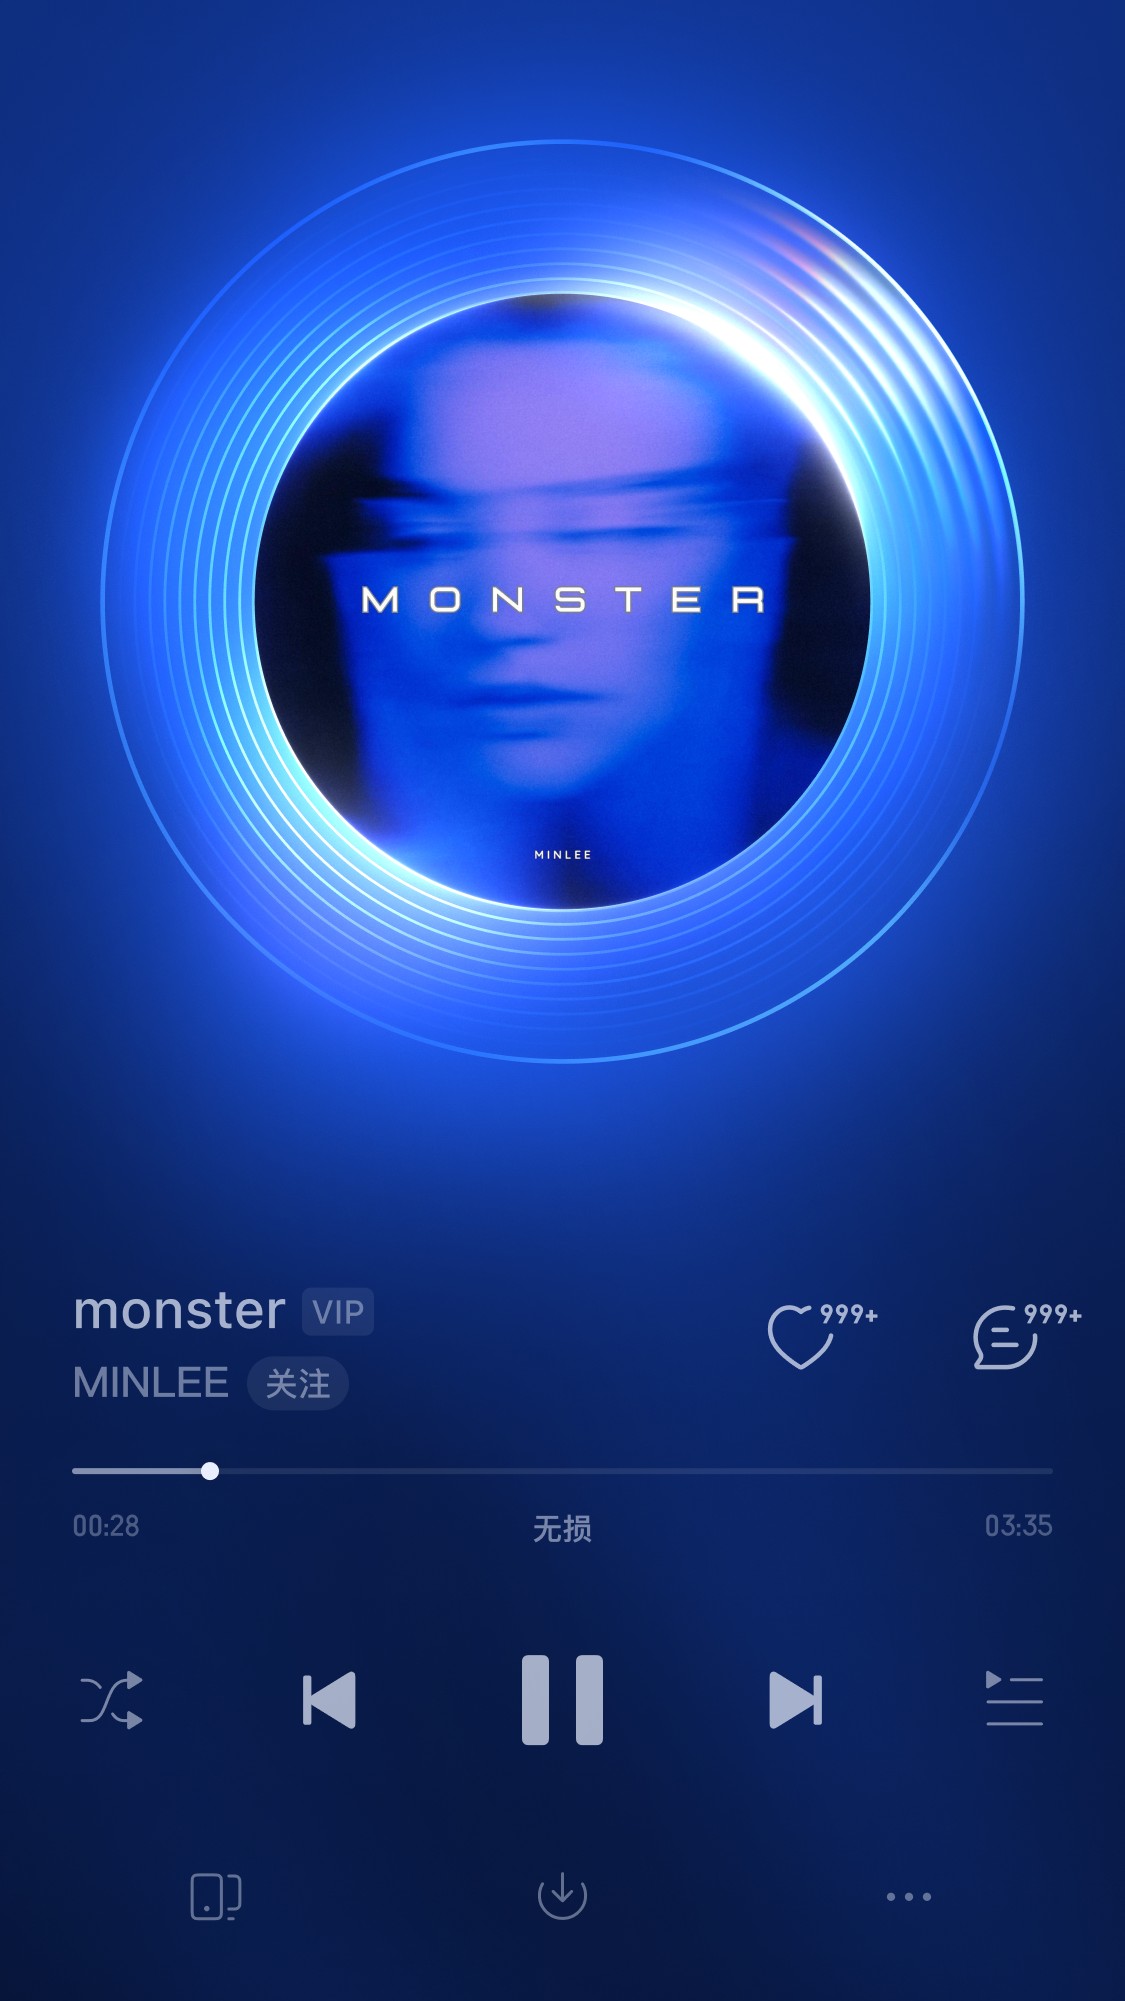 MONSTER
MINLEE
monster VIP
999+ 999+
MINLEE 关注
00:28 无损 03:35